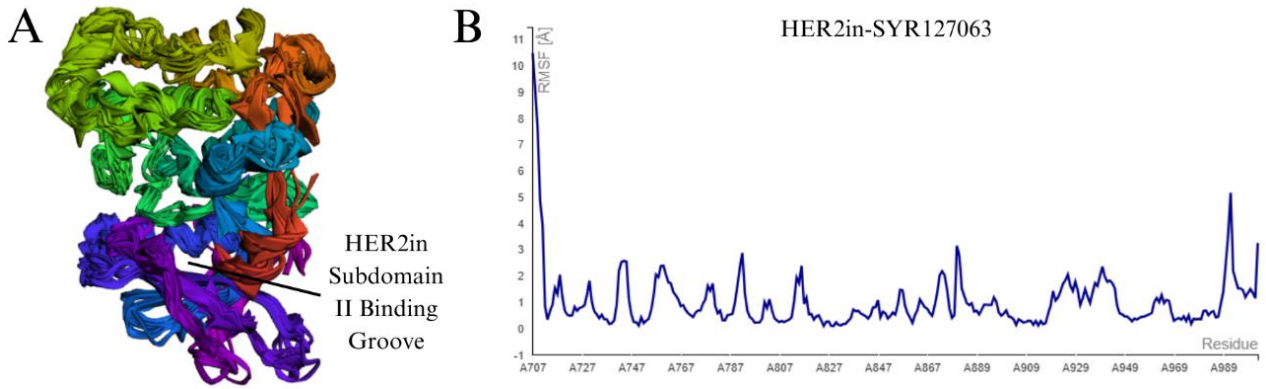 A
HER2in
Subdomain
II Binding
Groove
B
HER2in-SYR127063
RMSF [Å]
11
10
9
8
7
6
5
4
3
2
1
0
-1
Residue
A707 A727 A747 A767 A787 A807 A827 A847 A867 A889 A909 A929 A949 A969 A989